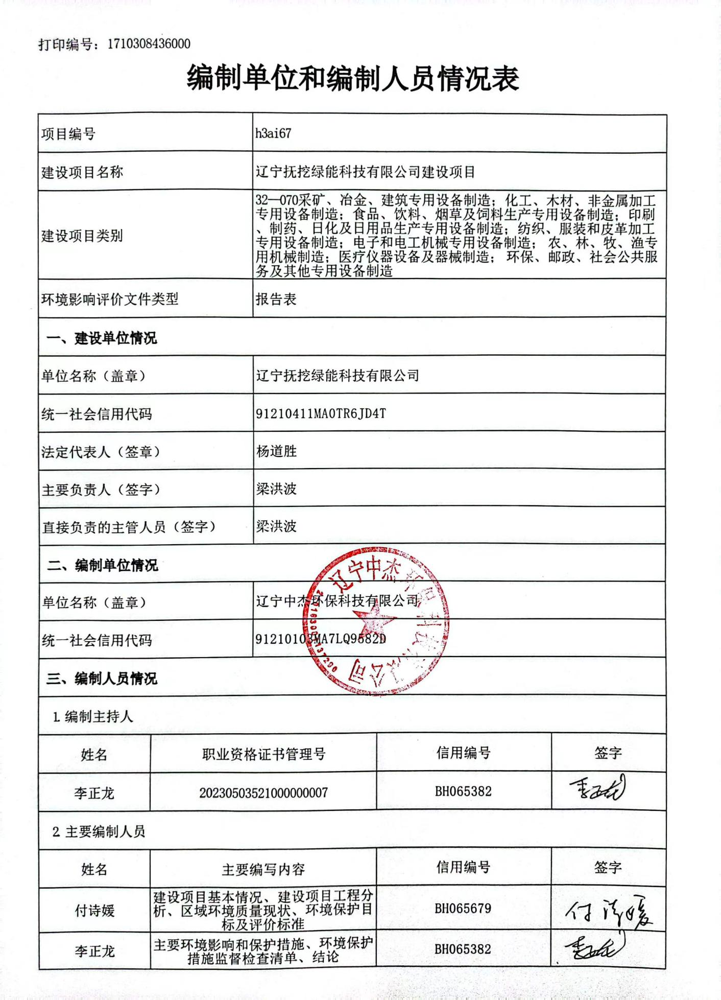 打印编号：1710308436000
编制单位和编制人员情况表
项目编号 h3ai67
建设项目名称 辽宁抚挖绿能科技有限公司建设项目
建设项目类别
32—070采矿、冶金、建筑专用设备制造；化工、木材、非金属加工
专用设备制造；食品、饮料、烟草及饲料生产专用设备制造；印刷
、制药、日化及日用品生产专用设备制造；纺织、服装和皮革加工
专用设备制造；电子和电工机械专用设备制造； 农、林、牧、渔专
用机械制造；医疗仪器设备及器械制造； 环保、邮政、社会公共服
务及其他专用设备制造
环境影响评价文件类型 报告表
一、建设单位情况
单位名称（盖章） 辽宁抚挖绿能科技有限公司
统一社会信用代码 91210411MA0TR6JD4T
法定代表人（签章） 杨道胜
主要负责人（签字） 梁洪波
直接负责的主管人员（签字） 梁洪波
二、编制单位情况
辽宁中杰环保科技有限公司
单位名称（盖章） 辽宁中杰环保科技有限公司
统一社会信用代码 91210103MA7LQ9582D
三、编制人员情况
1 编制主持人
姓名 职业资格证书管理号 信用编号 签字
李正龙 20230503521000000007 BH065382 李正龙
2 主要编制人员
姓名 主要编写内容 信用编号 签字
付诗媛
建设项目基本情况、建设项目工程分
析、区域环境质量现状、环境保护目
标及评价标准
BH065679 付诗媛
李正龙
主要环境影响和保护措施、环境保护
措施监督检查清单、结论
BH065382 李正龙